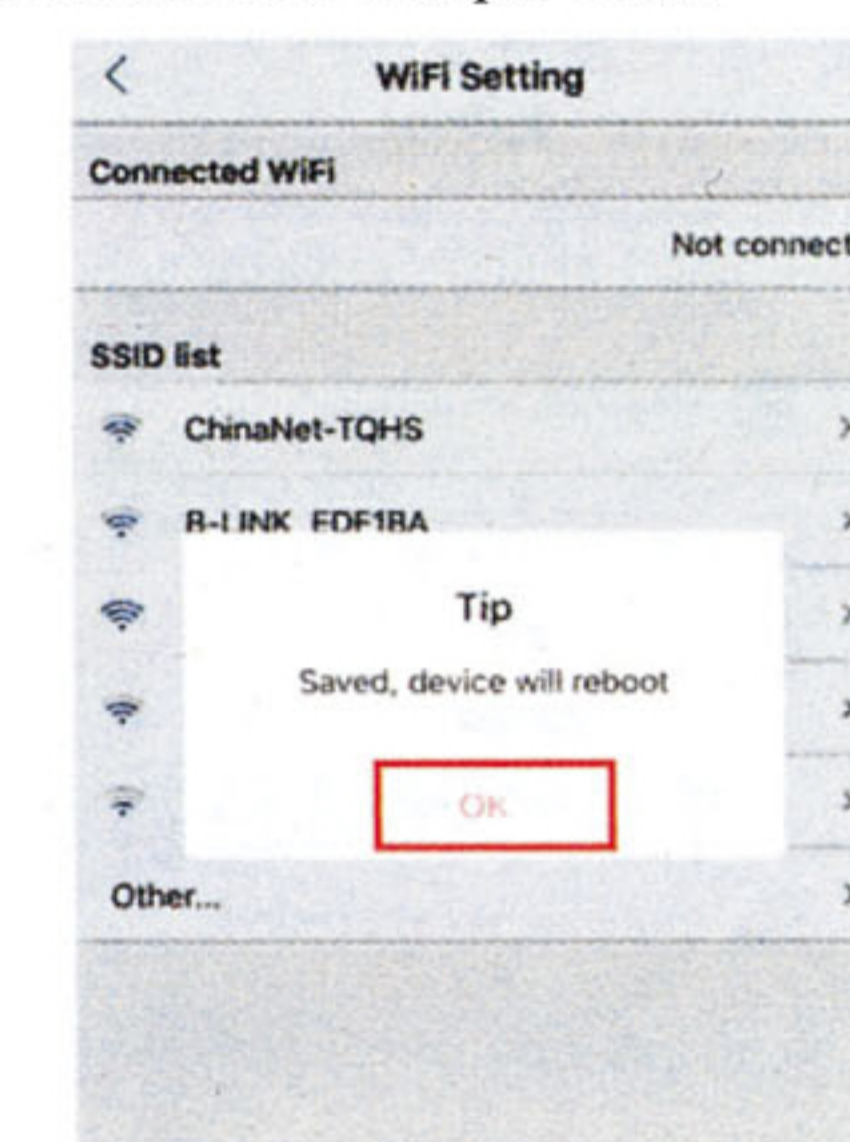 WiFi Setting
Connected WiFi
Not connect
SSID list
ChinaNet-TQHS
B-LINK_EDF1BA
Tip
Saved, device will reboot
OK
Other...